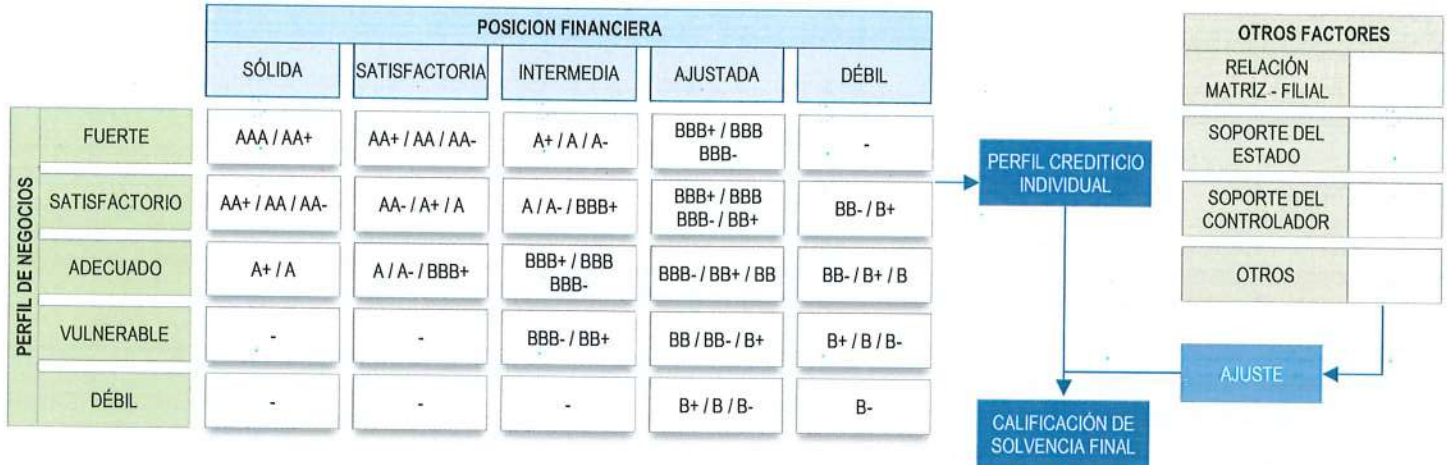 POSICION FINANCIERA
SÓLIDA
SATISFACTORIA
INTERMEDIA
AJUSTADA
DÉBIL
PERFIL DE NEGOCIOS
FUERTE
AAA / AA+
AA+ / AA / AA-
A+ / A / A-
BBB+ / BBB
BBB-
-
SATISFACTORIO
AA+ / AA / AA-
AA- / A+ / A
A / A- / BBB+
BBB+ / BBB
BBB- / BB+
BB- / B+
ADECUADO
A+ / A
A / A- / BBB+
BBB+ / BBB
BBB-
BBB- / BB+ / BB
BB- / B+ / B
VULNERABLE
-
-
BBB- / BB+
BB / BB- / B+
B+ / B / B-
DÉBIL
-
-
-
B+ / B / B-
B-
PERFIL CREDITICIO
INDIVIDUAL
OTROS FACTORES
RELACIÓN
MATRIZ - FILIAL
SOPORTE DEL
ESTADO
SOPORTE DEL
CONTROLADOR
OTROS
AJUSTE
CALIFICACIÓN DE
SOLVENCIA FINAL